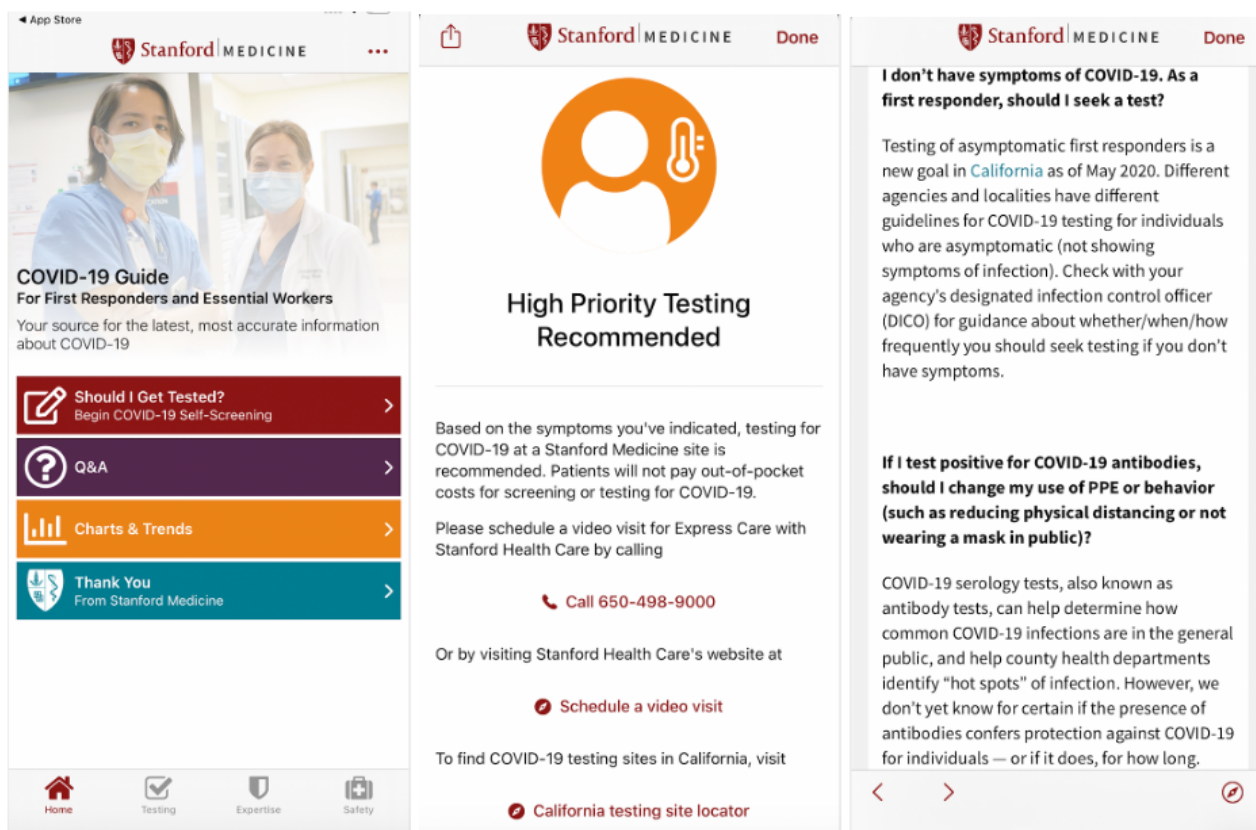 App Store
Stanford MEDICINE
COVID-19 Guide
For First Responders and Essential Workers
Your source for the latest, most accurate information
about COVID-19
Should I Get Tested?
Begin COVID-19 Self-Screening
Q&A
Charts & Trends
Thank You
From Stanford Medicine
Home
Testing
Expertise
Safety
Stanford MEDICINE
Done
High Priority Testing
Recommended
Based on the symptoms you've indicated, testing for
COVID-19 at a Stanford Medicine site is
recommended. Patients will not pay out-of-pocket
costs for screening or testing for COVID-19.
Please schedule a video visit for Express Care with
Stanford Health Care by calling
Call 650-498-9000
Or by visiting Stanford Health Care's website at
Schedule a video visit
To find COVID-19 testing sites in California, visit
California testing site locator
Stanford MEDICINE
Done
I don't have symptoms of COVID-19. As a
first responder, should I seek a test?
Testing of asymptomatic first responders is a
new goal in California as of May 2020. Different
agencies and localities have different
guidelines for COVID-19 testing for individuals
who are asymptomatic (not showing
symptoms of infection). Check with your
agency's designated infection control officer
(DICO) for guidance about whether/when/how
frequently you should seek testing if you don't
have symptoms.
If I test positive for COVID-19 antibodies,
should I change my use of PPE or behavior
(such as reducing physical distancing or not
wearing a mask in public)?
COVID-19 serology tests, also known as
antibody tests, can help determine how
common COVID-19 infections are in the general
public, and help county health departments
identify "hot spots" of infection. However, we
don't yet know for certain if the presence of
antibodies confers protection against COVID-19
for individuals — or if it does, for how long.